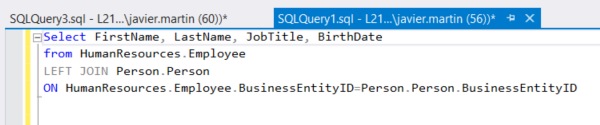 SQLQuery3.sql - L21...\javier.martin (60))* SQLQuery1.sql - L21...\javier.martin (56))*
Select FirstName, LastName, JobTitle, BirthDate
from HumanResources.Employee
LEFT JOIN Person.Person
ON HumanResources.Employee.BusinessEntityID=Person.Person.BusinessEntityID